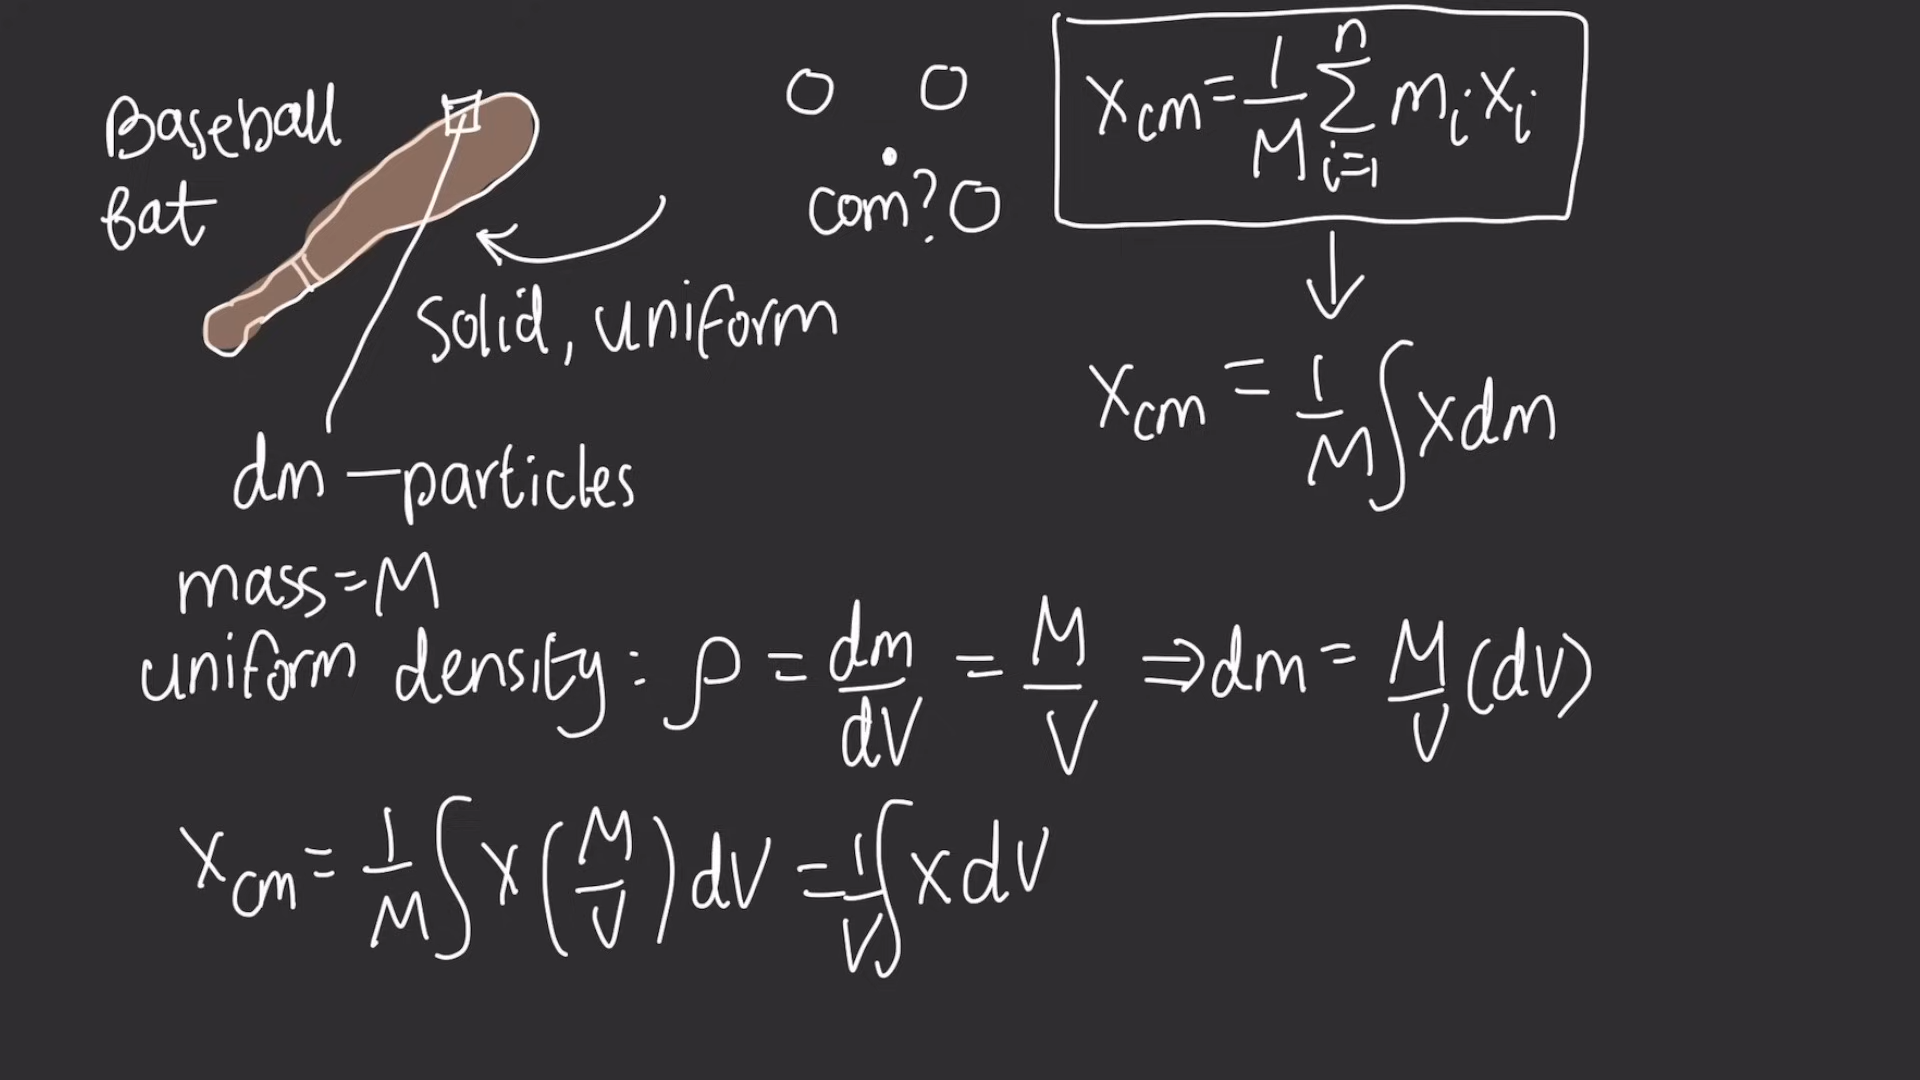 Baseball
Bat
solid, uniform
dm – particles
com?
x_cm = 1/M Σ_{i=1}^{n} m_i x_i
↓
x_cm = 1/M ∫ x dm
mass = M
uniform density: ρ = dm/dV = M/V ⇒ dm = M/V (dV)
x_cm = 1/M ∫ x (M/V) dV = 1/V ∫ x dV